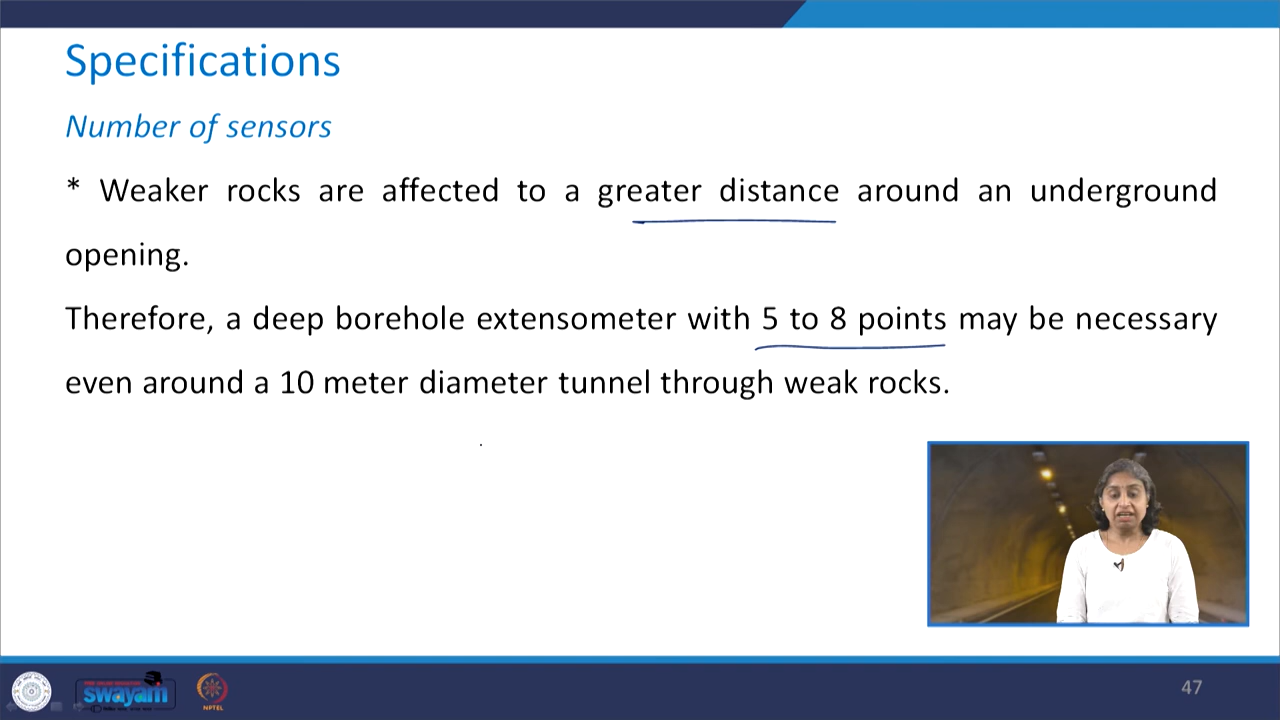 Specifications
Number of sensors
* Weaker rocks are affected to a greater distance around an underground
opening.
Therefore, a deep borehole extensometer with 5 to 8 points may be necessary
even around a 10 meter diameter tunnel through weak rocks.
swayam
NPTEL
47